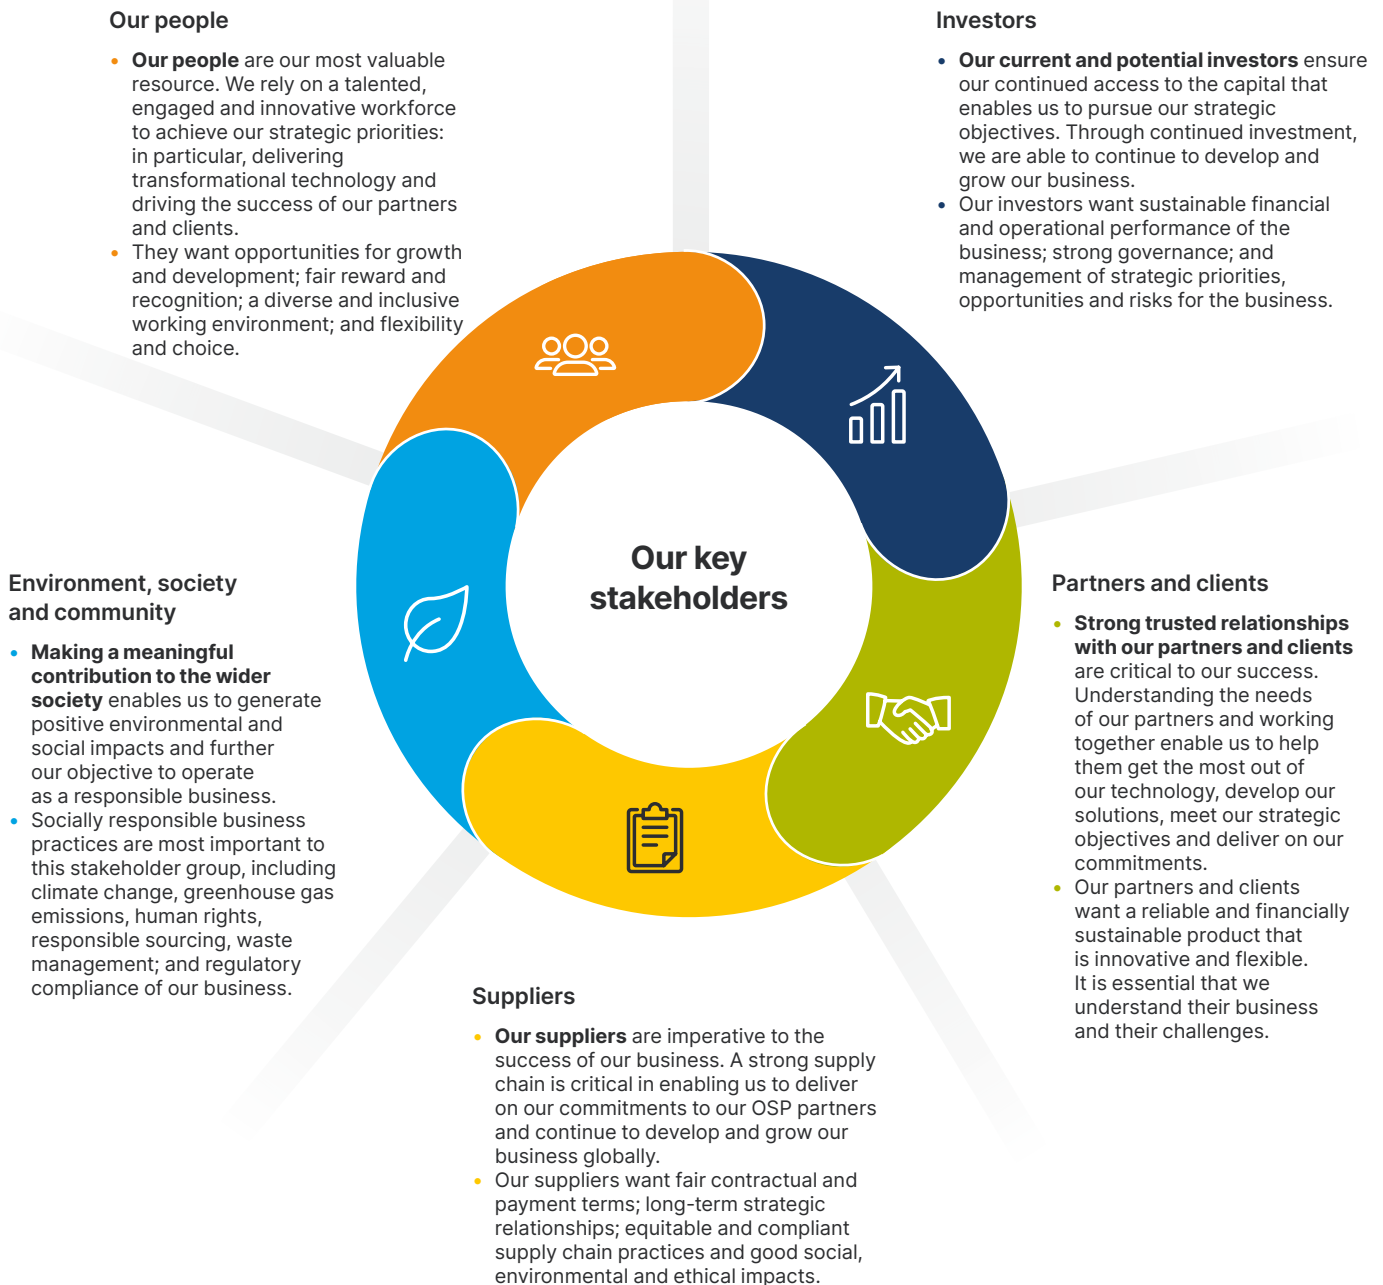 Our people
• Our people are our most valuable
resource. We rely on a talented,
engaged and innovative workforce
to achieve our strategic priorities:
in particular, delivering
transformational technology and
driving the success of our partners
and clients.
• They want opportunities for growth
and development; fair reward and
recognition; a diverse and inclusive
working environment; and flexibility
and choice.
Investors
• Our current and potential investors ensure
our continued access to the capital that
enables us to pursue our strategic
objectives. Through continued investment,
we are able to continue to develop and
grow our business.
• Our investors want sustainable financial
and operational performance of the
business; strong governance; and
management of strategic priorities,
opportunities and risks for the business.
Our key
stakeholders
Environment, society
and community
• Making a meaningful
contribution to the wider
society enables us to generate
positive environmental and
social impacts and further
our objective to operate
as a responsible business.
• Socially responsible business
practices are most important to
this stakeholder group, including
climate change, greenhouse gas
emissions, human rights,
responsible sourcing, waste
management; and regulatory
compliance of our business.
Partners and clients
• Strong trusted relationships
with our partners and clients
are critical to our success.
Understanding the needs
of our partners and working
together enable us to help
them get the most out of
our technology, develop our
solutions, meet our strategic
objectives and deliver on our
commitments.
• Our partners and clients
want a reliable and financially
sustainable product that
is innovative and flexible.
It is essential that we
understand their business
and their challenges.
Suppliers
• Our suppliers are imperative to the
success of our business. A strong supply
chain is critical in enabling us to deliver
on our commitments to our OSP partners
and continue to develop and grow our
business globally.
• Our suppliers want fair contractual and
payment terms; long-term strategic
relationships; equitable and compliant
supply chain practices and good social,
environmental and ethical impacts.